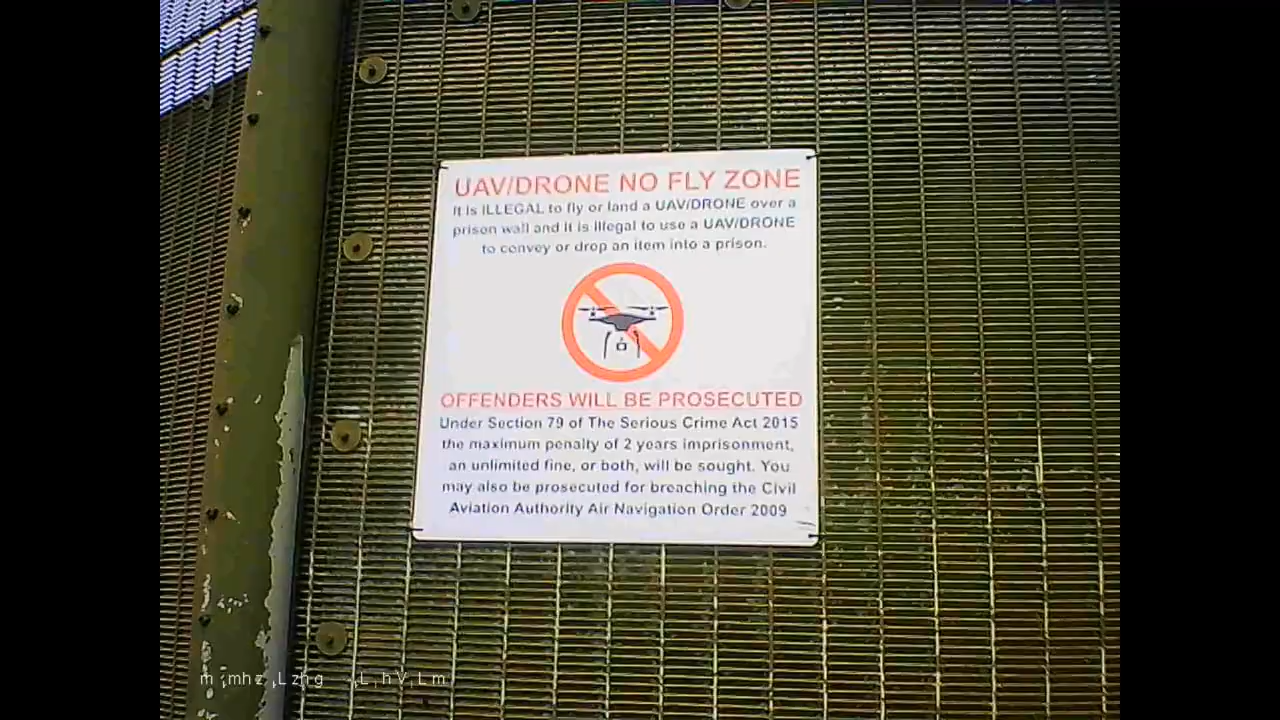 UAV/DRONE NO FLY ZONE
It is ILLEGAL to fly or land a UAV/DRONE over a
prison wall and it is illegal to use a UAV/DRONE
to convey or drop an item into a prison.
OFFENDERS WILL BE PROSECUTED
Under Section 79 of The Serious Crime Act 2015
the maximum penalty of 2 years imprisonment,
an unlimited fine, or both, will be sought. You
may also be prosecuted for breaching the Civil
Aviation Authority Air Navigation Order 2009